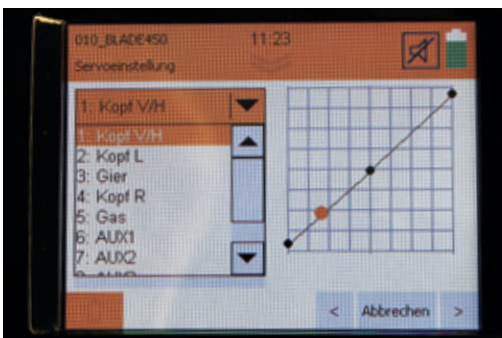 010_BLADE450
11:23
Servoeinstellung
1: Kopf V/H
1: Kopf V/H
2: Kopf L
3: Gier
4: Kopf R
5: Gas
6: AUX1
7: AUX2
< Abbrechen >